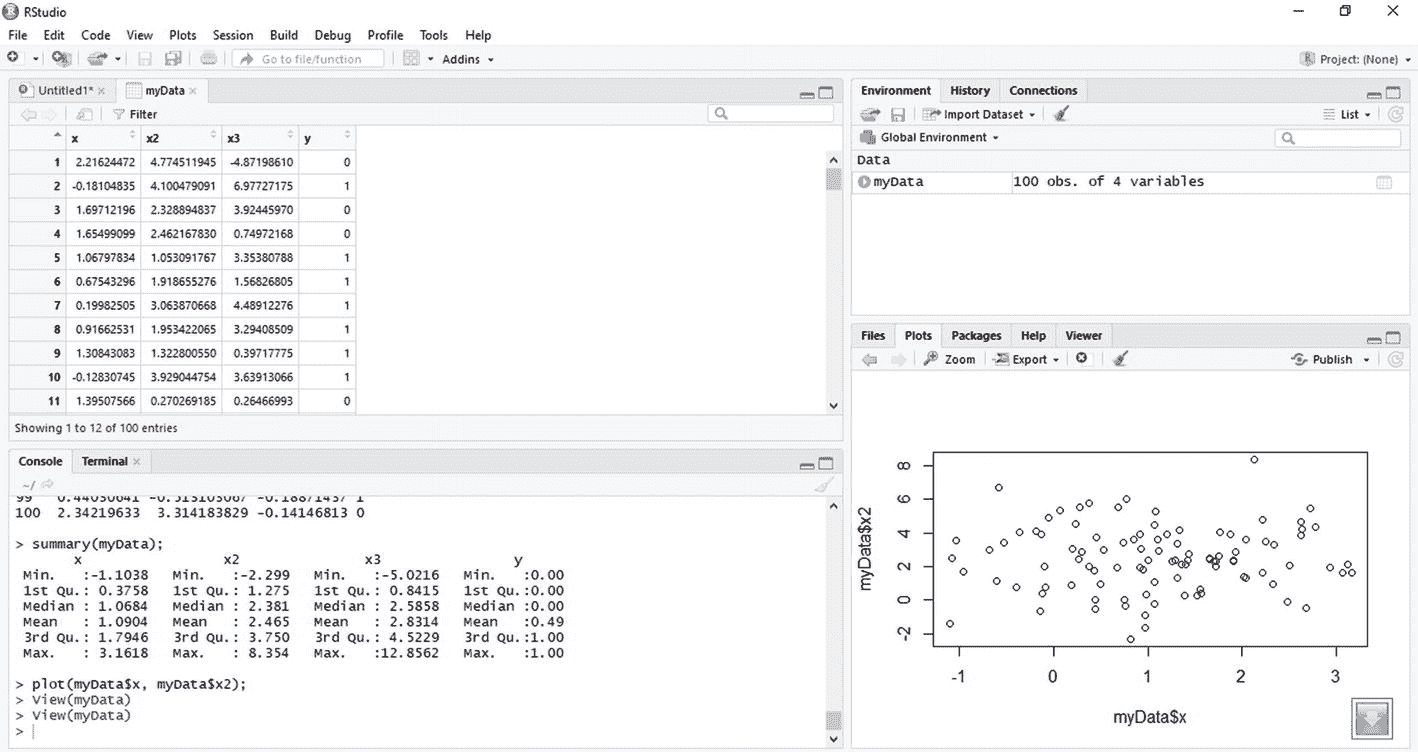 RStudio
File Edit Code View Plots Session Build Debug Profile Tools Help
Go to file/function Addins Project: (None)
Untitled1* myData
Filter
x x2 x3 y
1 2.21624472 4.774511945 -4.87198610 0
2 -0.18104835 4.100479091 6.97727175 1
3 1.69712196 2.328894837 3.92445970 0
4 1.65499099 2.462167830 0.74972168 0
5 1.06797834 1.053091767 3.35380788 1
6 0.67543296 1.918655276 1.56826805 1
7 0.19982505 3.063870668 4.48912276 1
8 0.91662531 1.953422065 3.29408509 1
9 1.30843083 1.322800550 0.39717775 1
10 -0.12830745 3.929044754 3.63913066 1
11 1.39507566 0.270269185 0.26466993 0
Showing 1 to 12 of 100 entries
Console Terminal
~/
99 0.44030641 -0.513103067 -0.18871437 1
100 2.34219633 3.314183829 -0.14146813 0
> summary(myData);
x x2 x3 y
Min. :-1.1038 Min. :-2.299 Min. :-5.0216 Min. :0.00
1st Qu.: 0.3758 1st Qu.: 1.275 1st Qu.: 0.8415 1st Qu.:0.00
Median : 1.0684 Median : 2.381 Median : 2.5858 Median :0.00
Mean : 1.0904 Mean : 2.465 Mean : 2.8314 Mean :0.49
3rd Qu.: 1.7946 3rd Qu.: 3.750 3rd Qu.: 4.5229 3rd Qu.:1.00
Max. : 3.1618 Max. : 8.354 Max. :12.8562 Max. :1.00
> plot(myData$x, myData$x2);
> View(myData)
> View(myData)
>
Environment History Connections
Import Dataset List
Global Environment
Data
myData 100 obs. of 4 variables
Files Plots Packages Help Viewer
Zoom Export Publish
myData$x2
8
6
4
2
0
-2
-1 0 1 2 3
myData$x